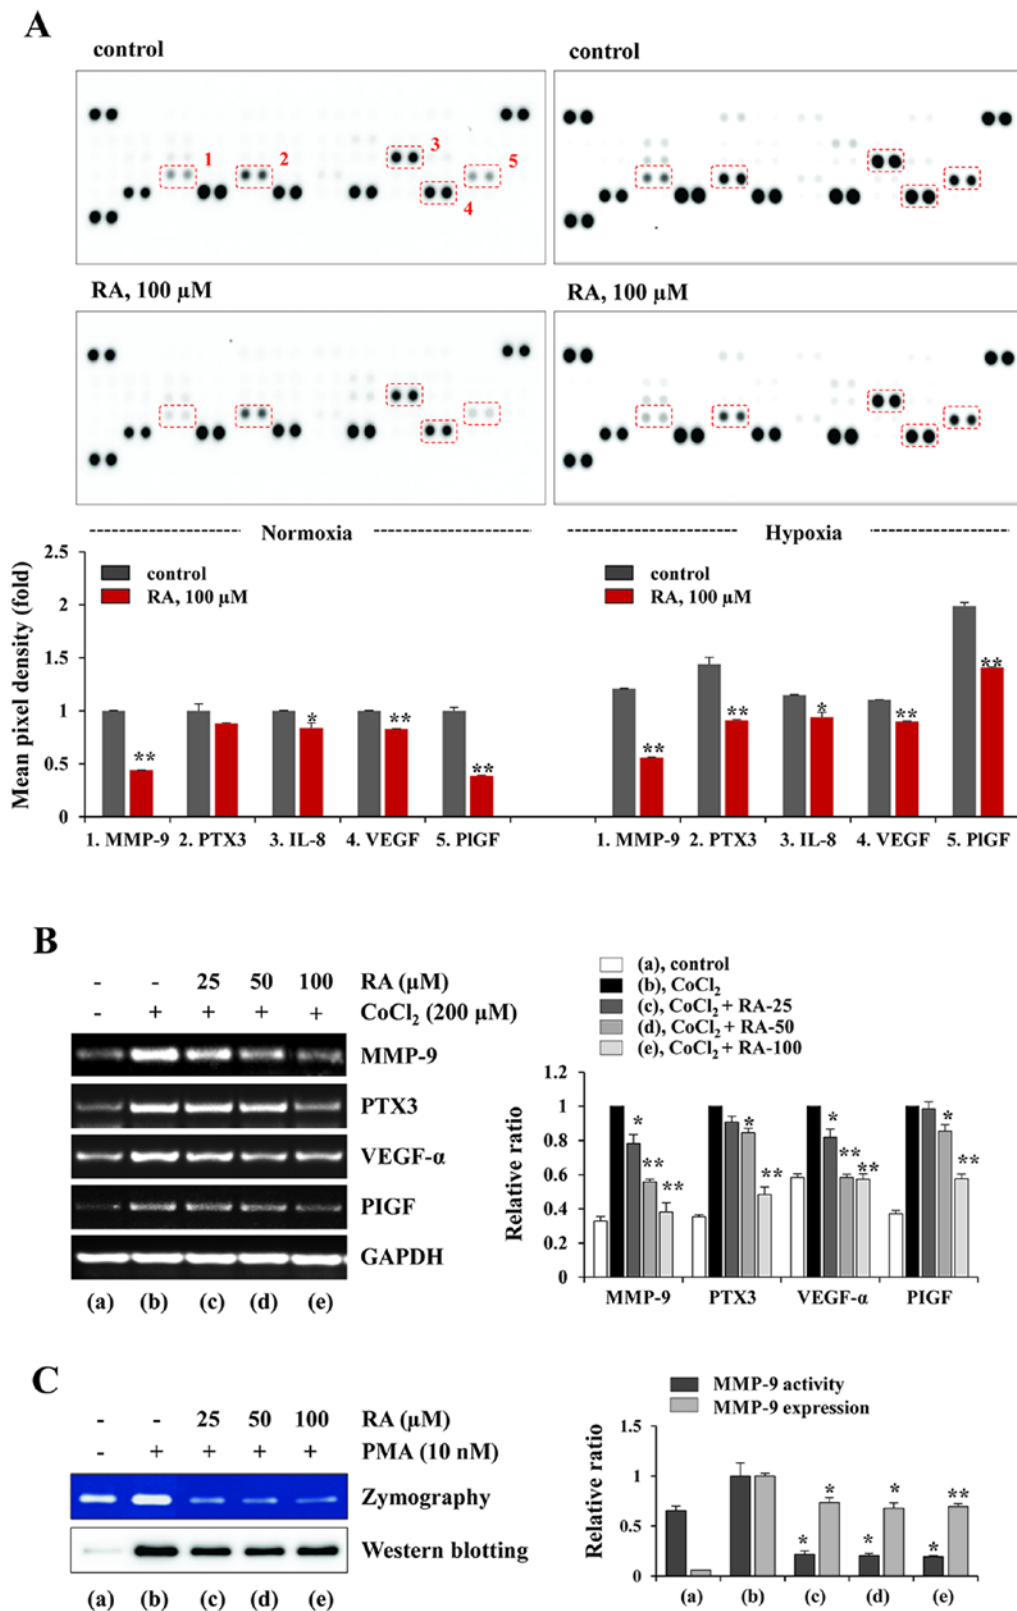 A
control
control
1
2
3
4
5
RA, 100 µM
RA, 100 µM
Normoxia
Hypoxia
Mean pixel density (fold)
2.5
2
1.5
1
0.5
0
control
RA, 100 µM
control
RA, 100 µM
**
*
**
**
**
**
*
**
**
1. MMP-9 2. PTX3 3. IL-8 4. VEGF 5. PlGF
1. MMP-9 2. PTX3 3. IL-8 4. VEGF 5. PlGF
B
- - 25 50 100 RA (µM)
- + + + + CoCl₂ (200 µM)
MMP-9
PTX3
VEGF-α
PlGF
GAPDH
(a) (b) (c) (d) (e)
(a), control
(b), CoCl₂
(c), CoCl₂ + RA-25
(d), CoCl₂ + RA-50
(e), CoCl₂ + RA-100
Relative ratio
1.2
1
0.8
0.6
0.4
0.2
0
* ** **
* **
* ** **
* **
MMP-9 PTX3 VEGF-α PlGF
C
- - 25 50 100 RA (µM)
- + + + + PMA (10 nM)
Zymography
Western blotting
(a) (b) (c) (d) (e)
MMP-9 activity
MMP-9 expression
Relative ratio
1.5
1
0.5
0
* * * * * **
(a) (b) (c) (d) (e)